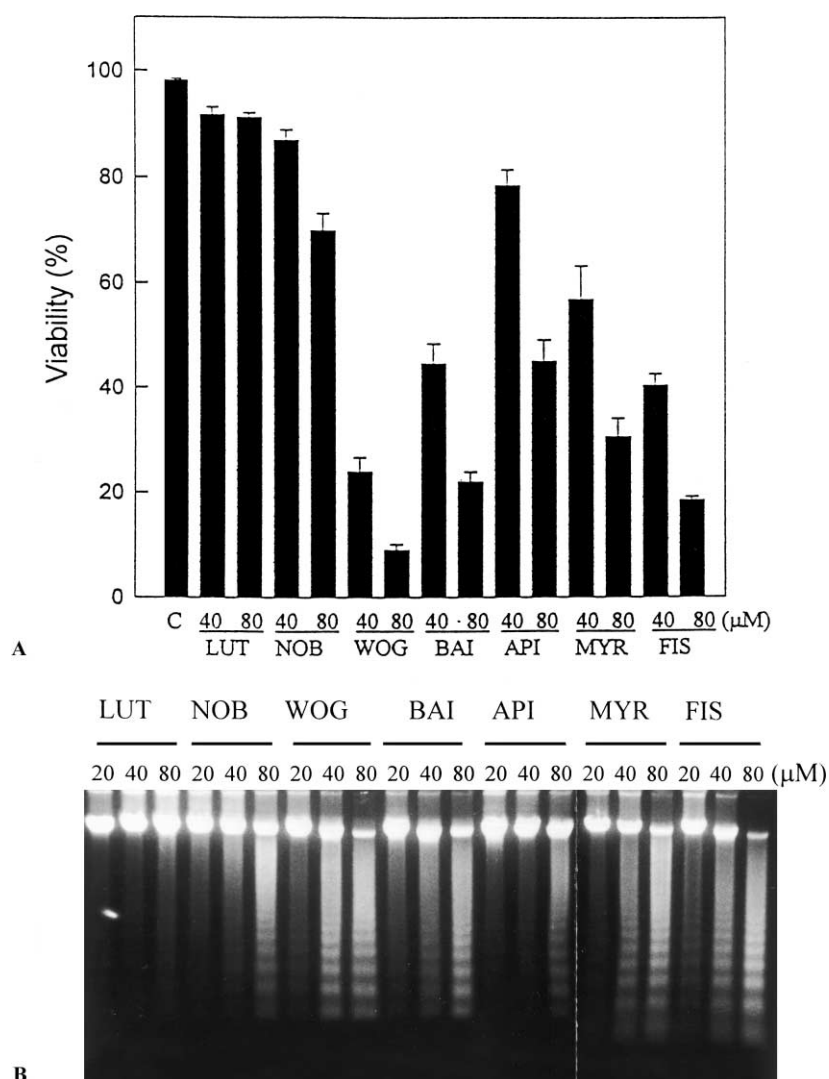 100
80
60
40
20
0
Viability (%)
C 40 80 40 80 40 80 40 · 80 40 80 40 80 40 80 (μM)
LUT NOB WOG BAI API MYR FIS
A
LUT NOB WOG BAI API MYR FIS
20 40 80 20 40 80 20 40 80 20 40 80 20 40 80 20 40 80 20 40 80 (μM)
B